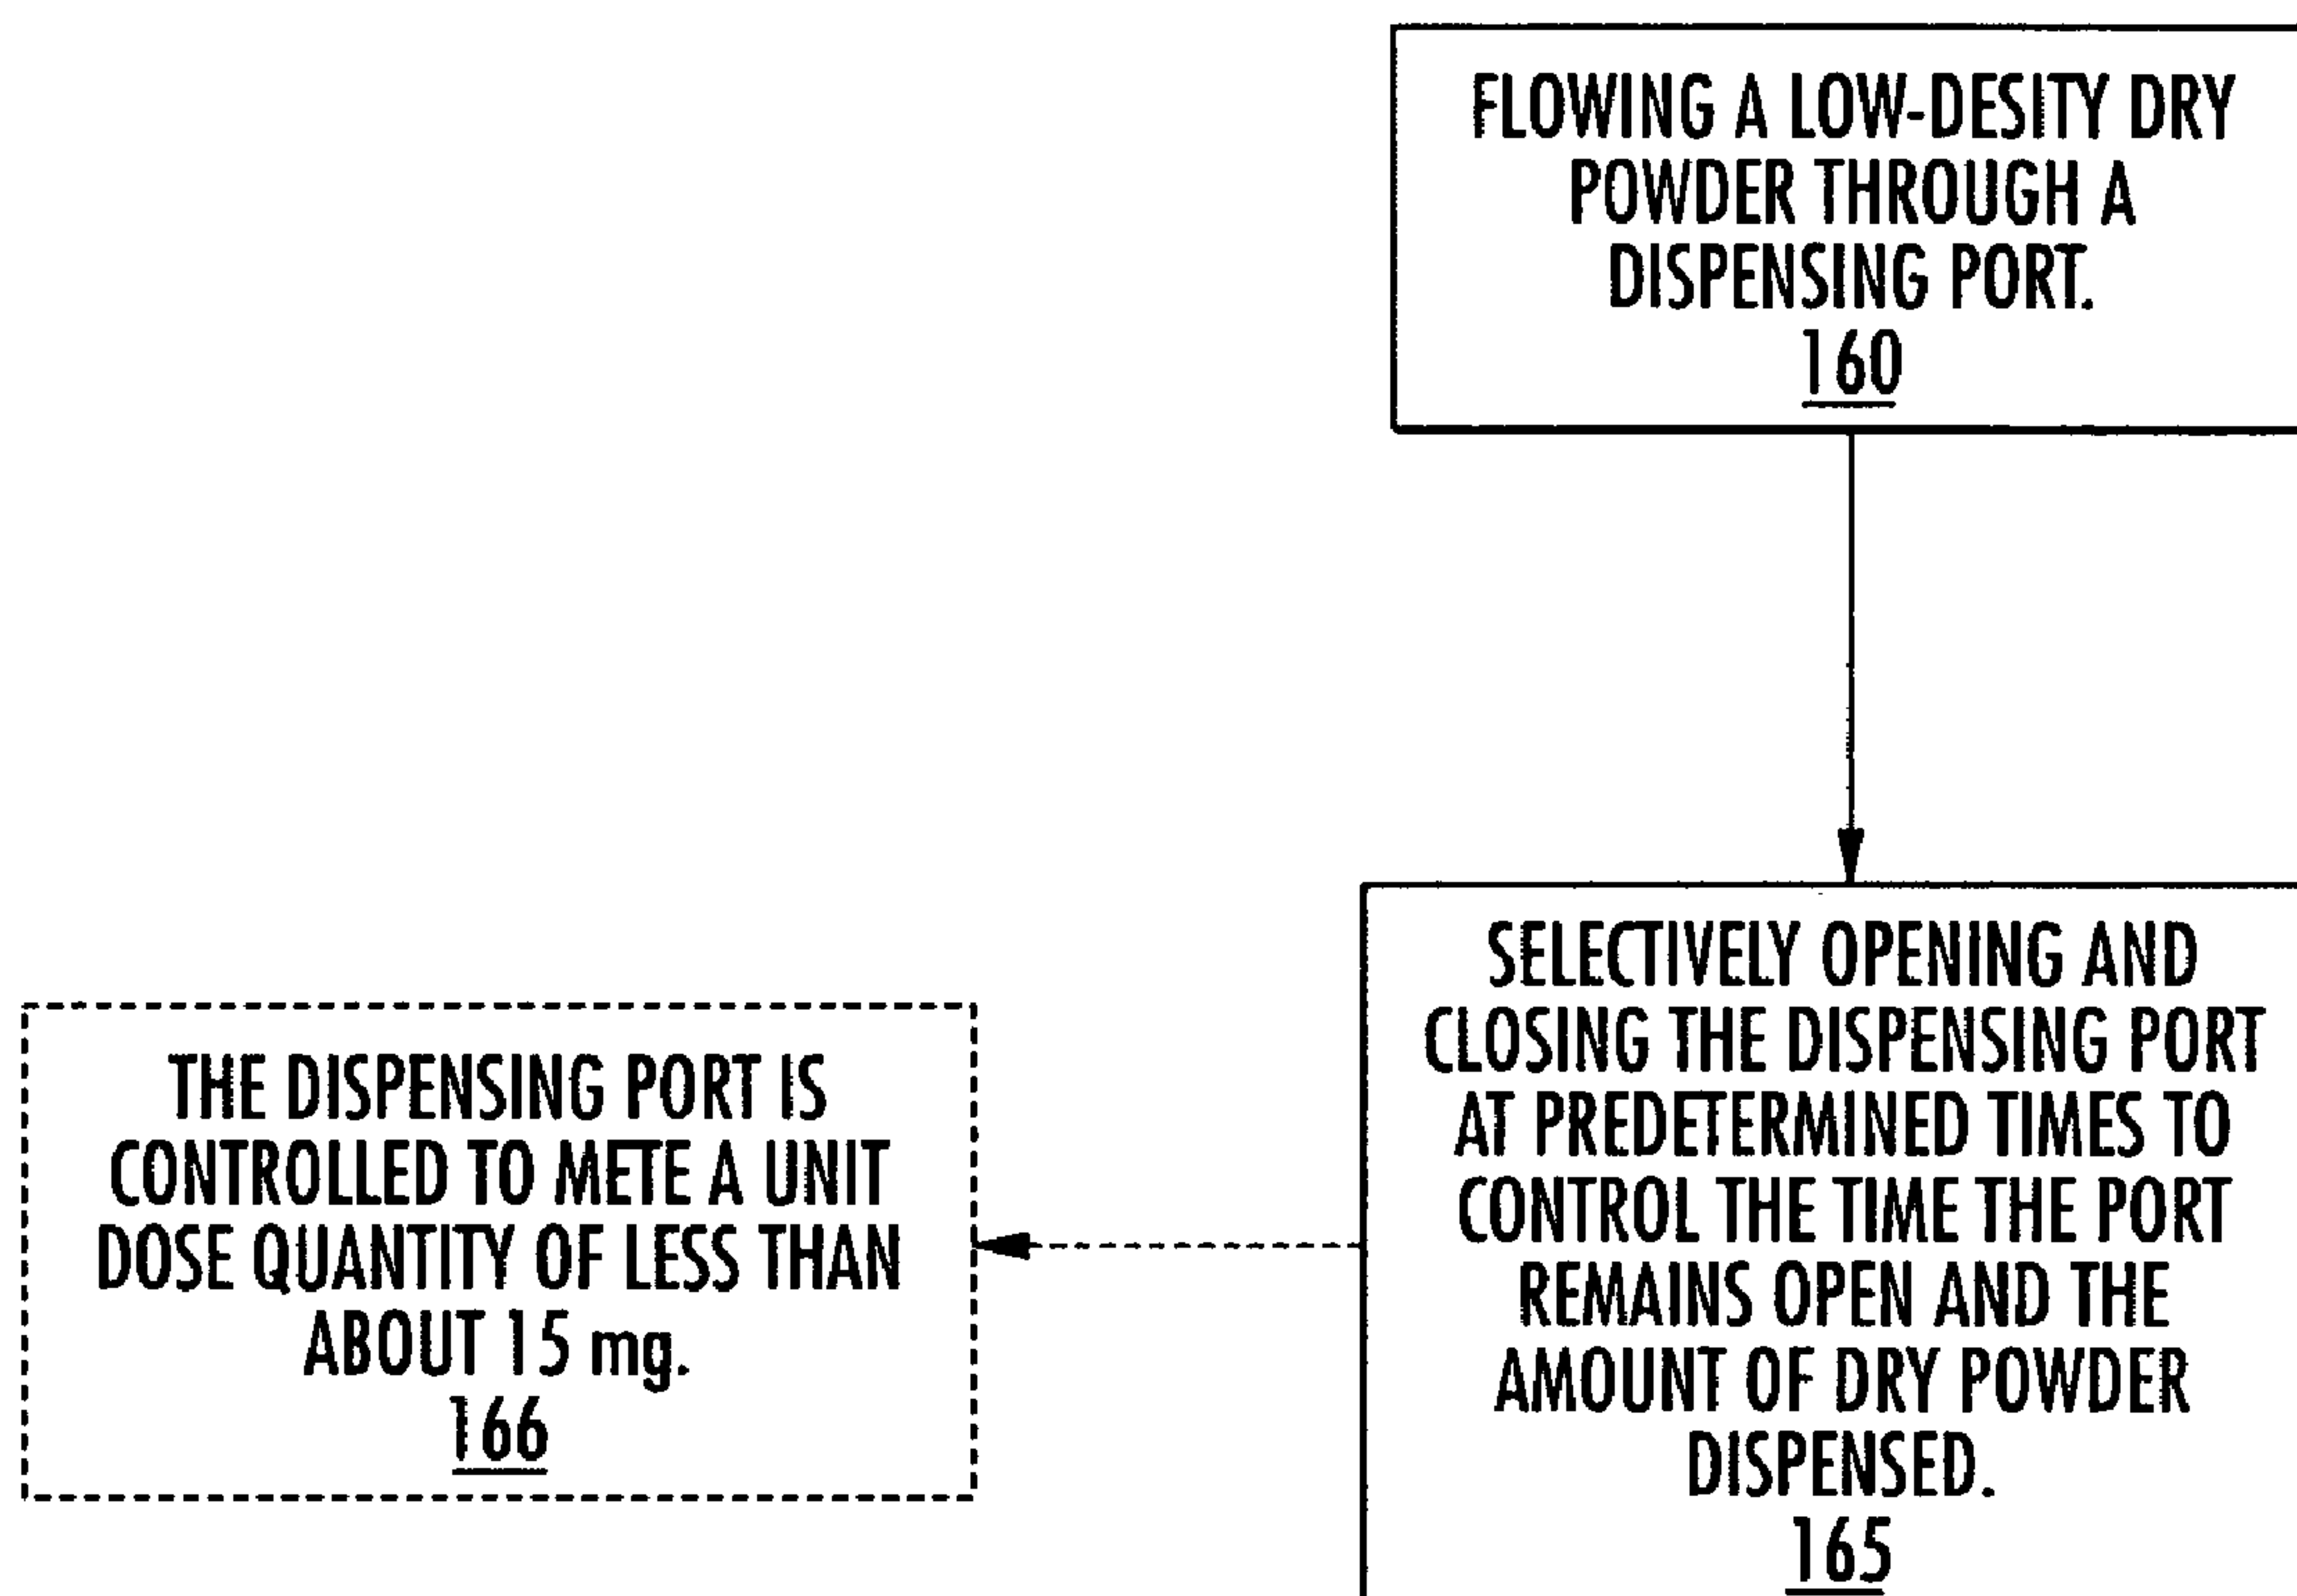 FLOWING A LOW-DESITY DRY
POWDER THROUGH A
DISPENSING PORT.
160
SELECTIVELY OPENING AND
CLOSING THE DISPENSING PORT
AT PREDETERMINED TIMES TO
CONTROL THE TIME THE PORT
REMAINS OPEN AND THE
AMOUNT OF DRY POWDER
DISPENSED.
165
THE DISPENSING PORT IS
CONTROLLED TO METE A UNIT
DOSE QUANTITY OF LESS THAN
ABOUT 15 mg.
166